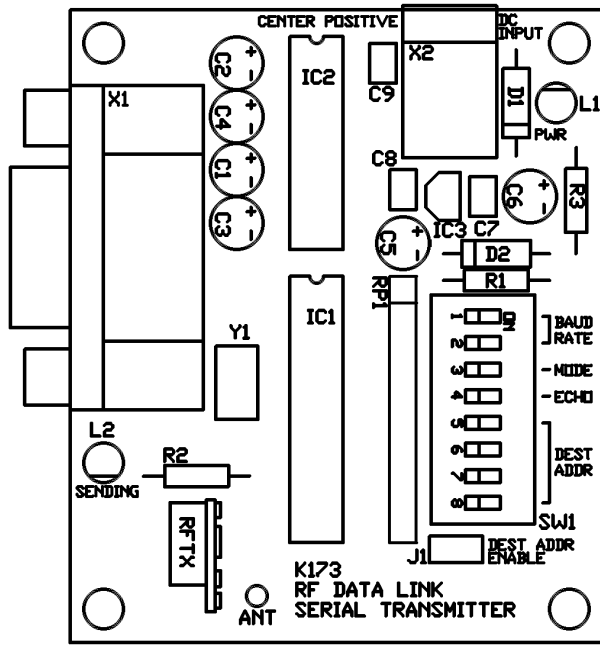 CENTER POSITIVE
DC
INPUT
X2
X1
C2
IC2
C9
D1
L1
PWR
C4
C1
C8
C6
R3
C3
IC3
C7
C5
D2
RP1
R1
IC1
Y1
1
2
3
4
5
6
7
8
ON
BAUD
RATE
MODE
ECHO
DEST
ADDR
SW1
L2
SENDING
R2
RFTX
ANT
J1
DEST ADDR
ENABLE
K173
RF DATA LINK
SERIAL TRANSMITTER